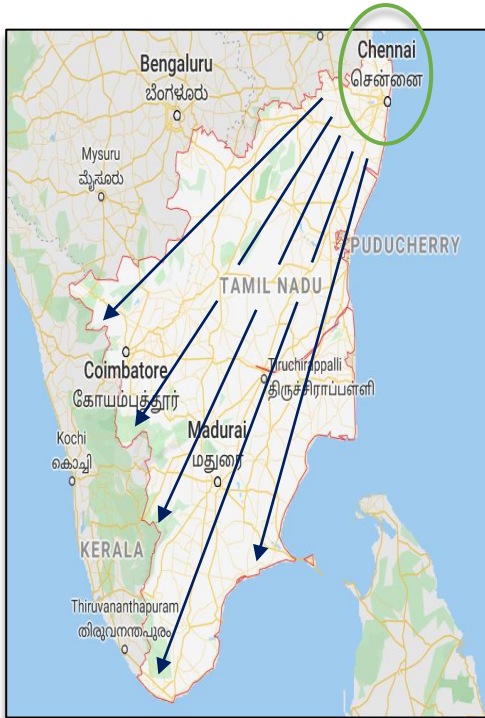 Chennai
சென்னை
Bengaluru
ಬೆಂಗಳೂರು
Mysuru
ಮೈಸೂರು
PUDUCHERRY
TAMIL NADU
Tiruchirappalli
திருச்சிராப்பள்ளி
Coimbatore
கோயம்புத்தூர்
Madurai
மதுரை
Kochi
കൊച്ചി
KERALA
Thiruvananthapuram
തിരുവനന്തപുരം